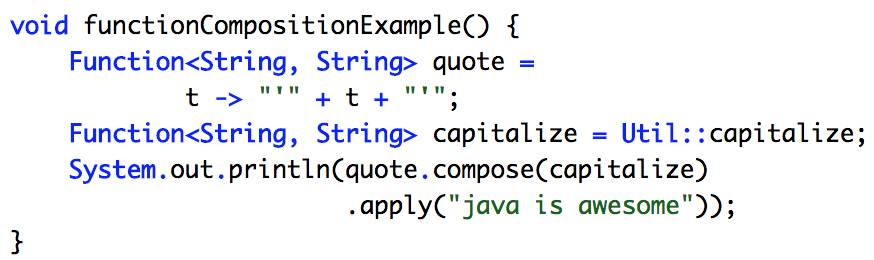 void functionCompositionExample() {
    Function<String, String> quote =
            t -> "'" + t + "'";
    Function<String, String> capitalize = Util::capitalize;
    System.out.println(quote.compose(capitalize)
                       .apply("java is awesome"));
}